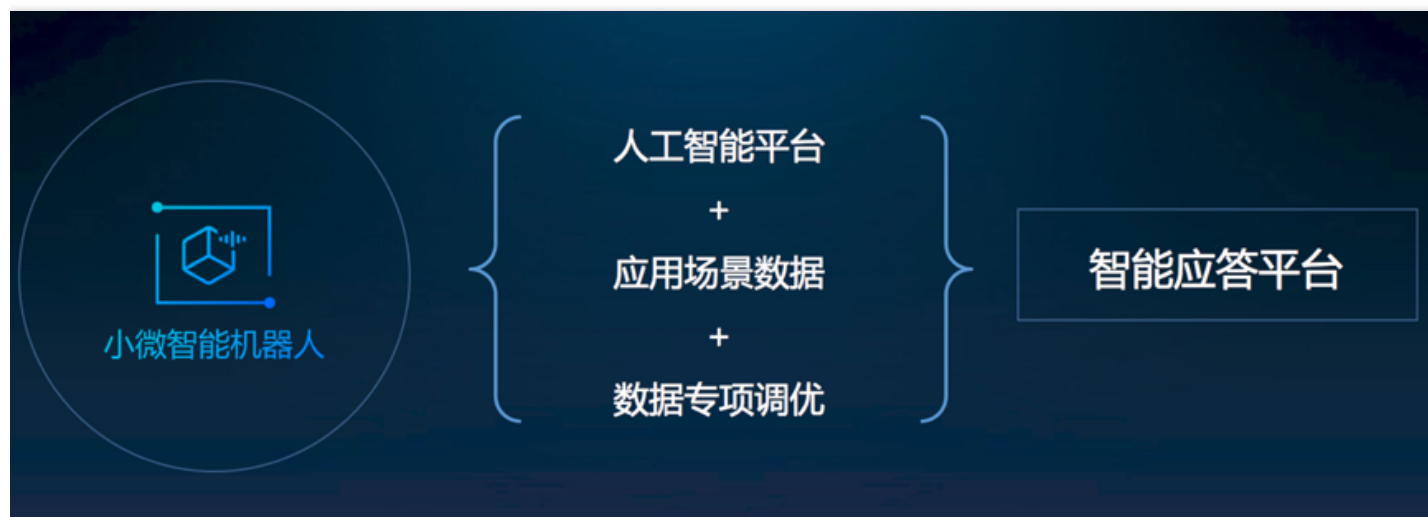 小微智能机器人
人工智能平台
+
应用场景数据
+
数据专项调优
智能应答平台